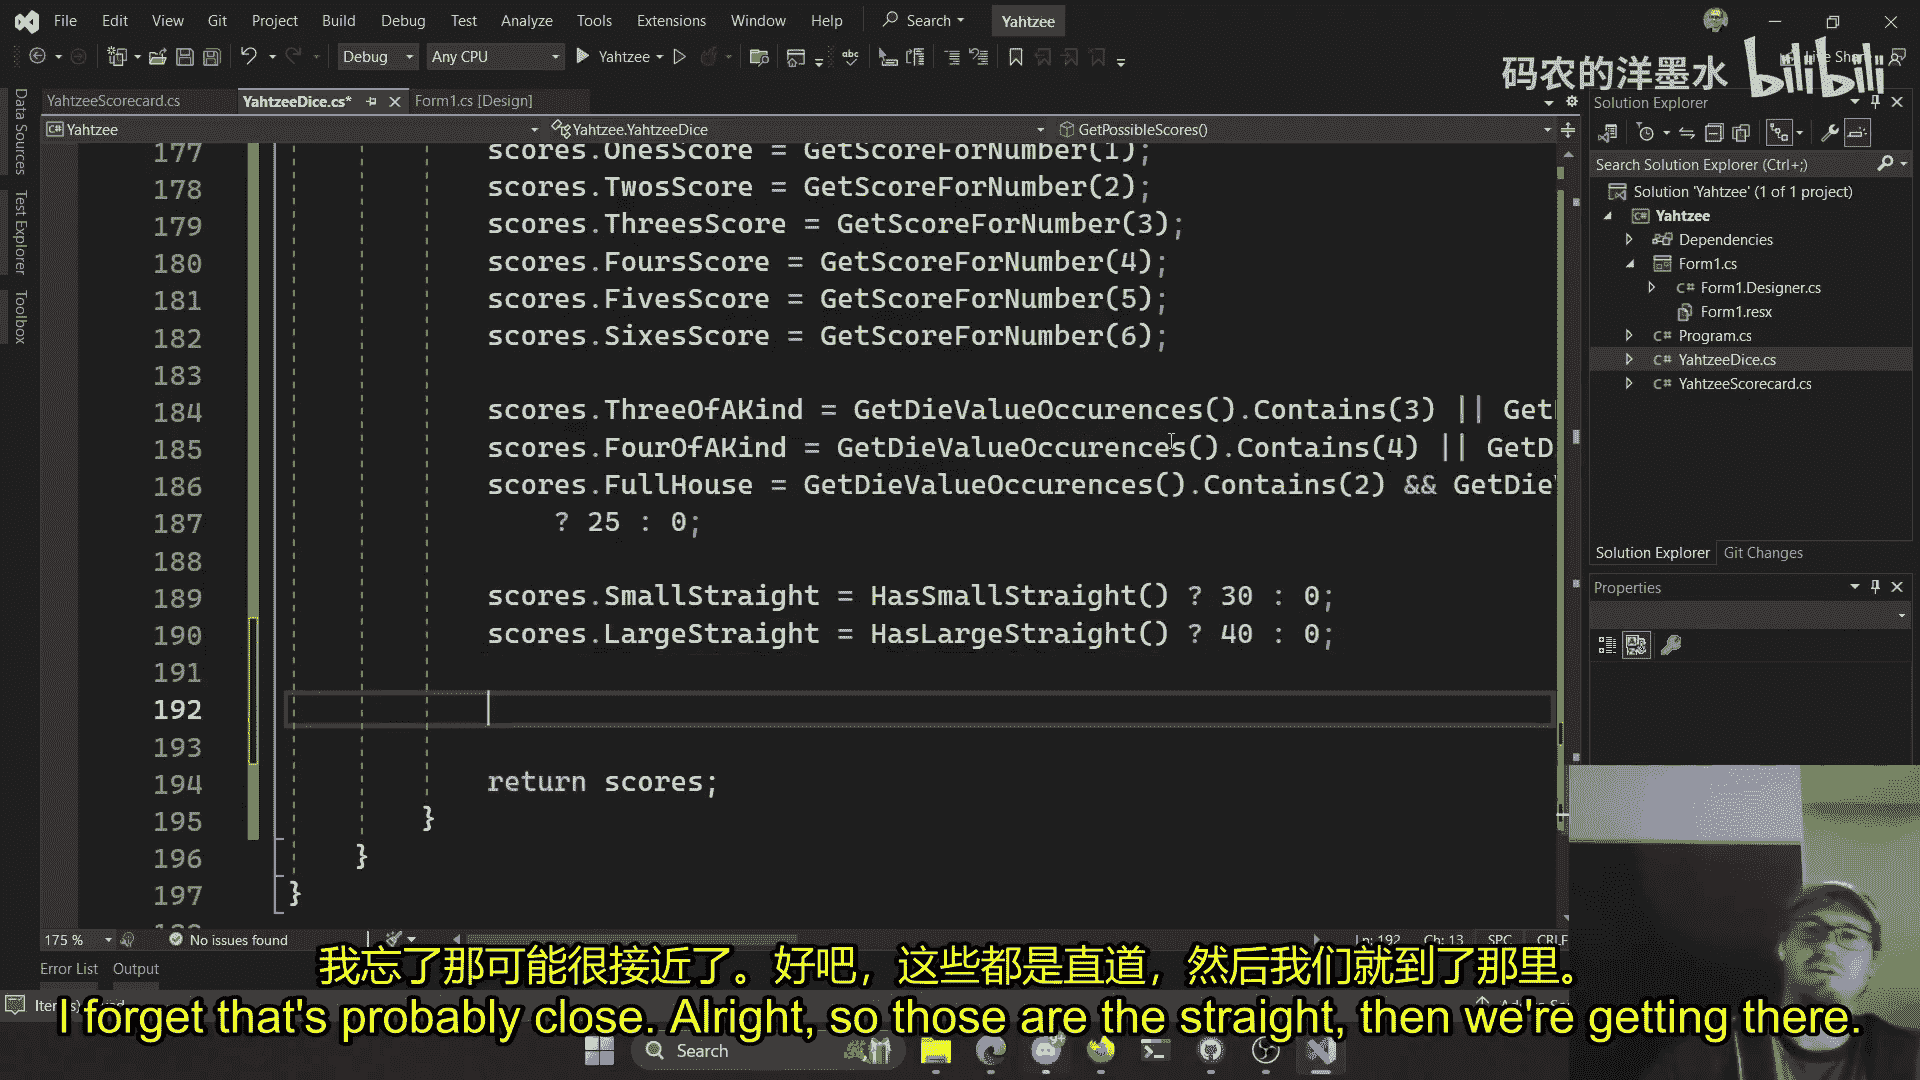 File Edit View Git Project Build Debug Test Analyze Tools Extensions Window Help Search Yahtzee
Debug Any CPU Yahtzee
码农的洋墨水 bilibili
YahtzeeScorecard.cs YahtzeeDice.cs* Form1.cs [Design]
Yahtzee Yahtzee.YahtzeeDice GetPossibleScores()
Data Sources
Test Explorer
Toolbox
177 scores.OnesScore = GetScoreForNumber(1);
178 scores.TwosScore = GetScoreForNumber(2);
179 scores.ThreesScore = GetScoreForNumber(3);
180 scores.FoursScore = GetScoreForNumber(4);
181 scores.FivesScore = GetScoreForNumber(5);
182 scores.SixesScore = GetScoreForNumber(6);
183
184 scores.ThreeOfAKind = GetDieValueOccurences().Contains(3) || Get
185 scores.FourOfAKind = GetDieValueOccurences().Contains(4) || GetD
186 scores.FullHouse = GetDieValueOccurences().Contains(2) && GetDie
187 ? 25 : 0;
188
189 scores.SmallStraight = HasSmallStraight() ? 30 : 0;
190 scores.LargeStraight = HasLargeStraight() ? 40 : 0;
191
192
193
194 return scores;
195 }
196 }
197 }
175 % No issues found Ln: 192 Ch: 13 SPC CRLF
Error List Output
Solution Explorer
Search Solution Explorer (Ctrl+;)
Solution 'Yahtzee' (1 of 1 project)
Yahtzee
Dependencies
Form1.cs
C# Form1.Designer.cs
Form1.resx
C# Program.cs
C# YahtzeeDice.cs
C# YahtzeeScorecard.cs
Solution Explorer Git Changes
Properties
我忘了那可能很接近了。好吧，这些都是直道，然后我们就到了那里。
I forget that's probably close. Alright, so those are the straight, then we're getting there.
Search